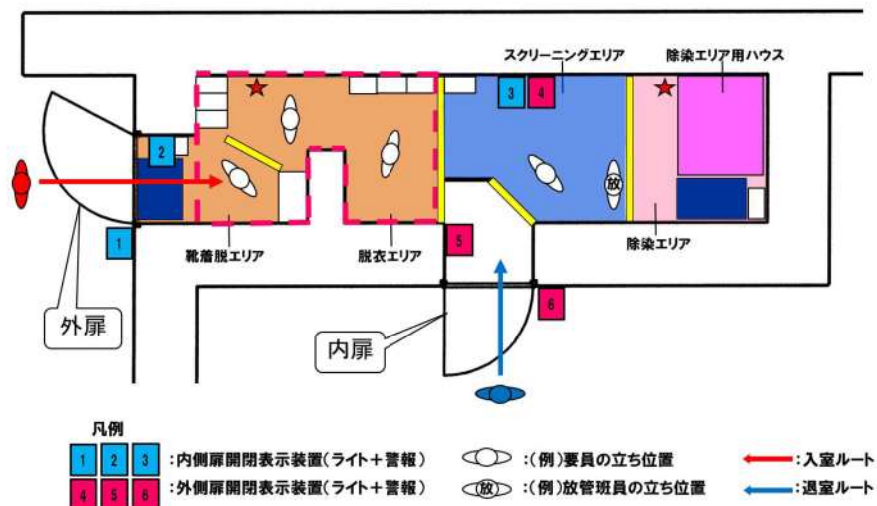 スクリーニングエリア
除染エリア用ハウス
3
4
2
放
1
靴着脱エリア
脱衣エリア
5
除染エリア
6
外扉
内扉
凡例
1 2 3 :内側扉開閉表示装置(ライト+警報)
:(例)要員の立ち位置
:入室ルート
4 5 6 :外側扉開閉表示装置(ライト+警報)
放 :(例)放管班員の立ち位置
:退室ルート